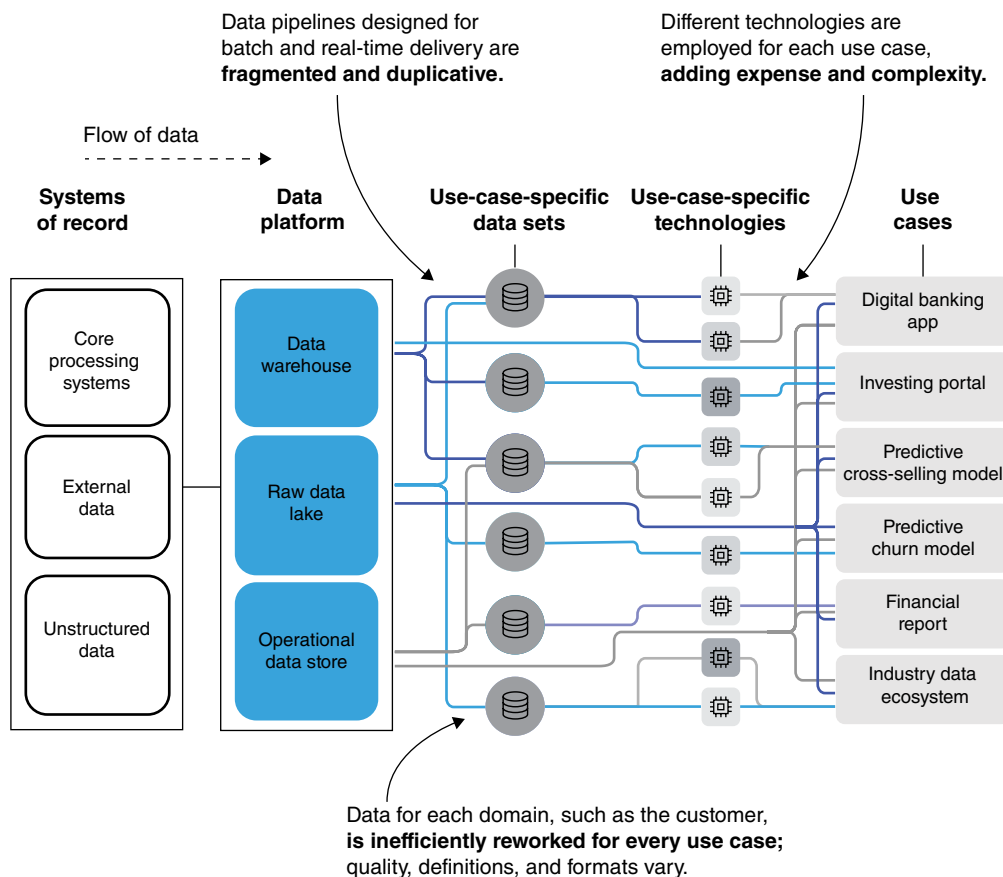 Data pipelines designed for
batch and real-time delivery are
fragmented and duplicative.
Different technologies are
employed for each use case,
adding expense and complexity.
Flow of data
Systems
of record
Data
platform
Use-case-specific
data sets
Use-case-specific
technologies
Use
cases
Core
processing
systems
External
data
Unstructured
data
Data
warehouse
Raw data
lake
Operational
data store
Digital banking
app
Investing portal
Predictive
cross-selling model
Predictive
churn model
Financial
report
Industry data
ecosystem
Data for each domain, such as the customer,
is inefficiently reworked for every use case;
quality, definitions, and formats vary.